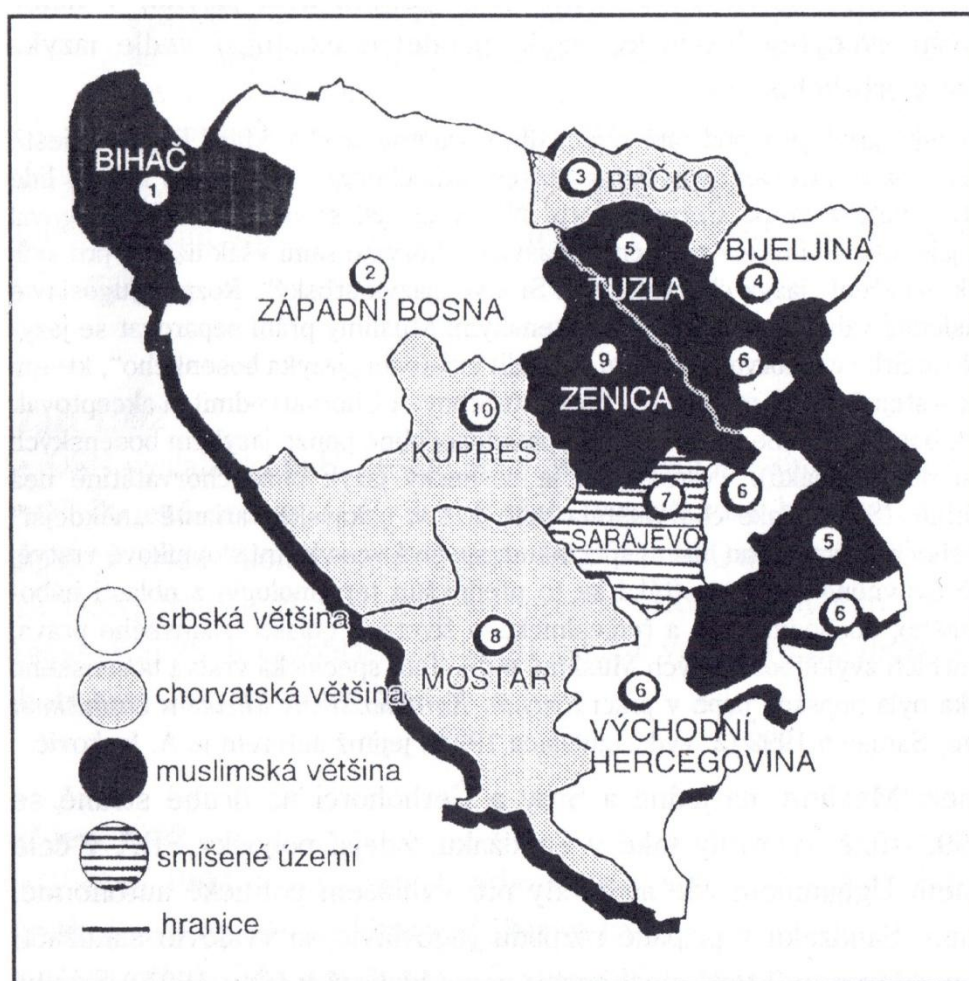 BIHAČ
1
3
BRČKO
5
BIJELJINA
2
TUZLA
4
ZÁPADNÍ BOSNA
9
6
ZENICA
10
KUPRES
7
6
SARAJEVO
5
srbská většina
6
8
chorvatská většina
MOSTAR
6
VÝCHODNÍ
HERCEGOVINA
muslimská většina
smíšené území
hranice